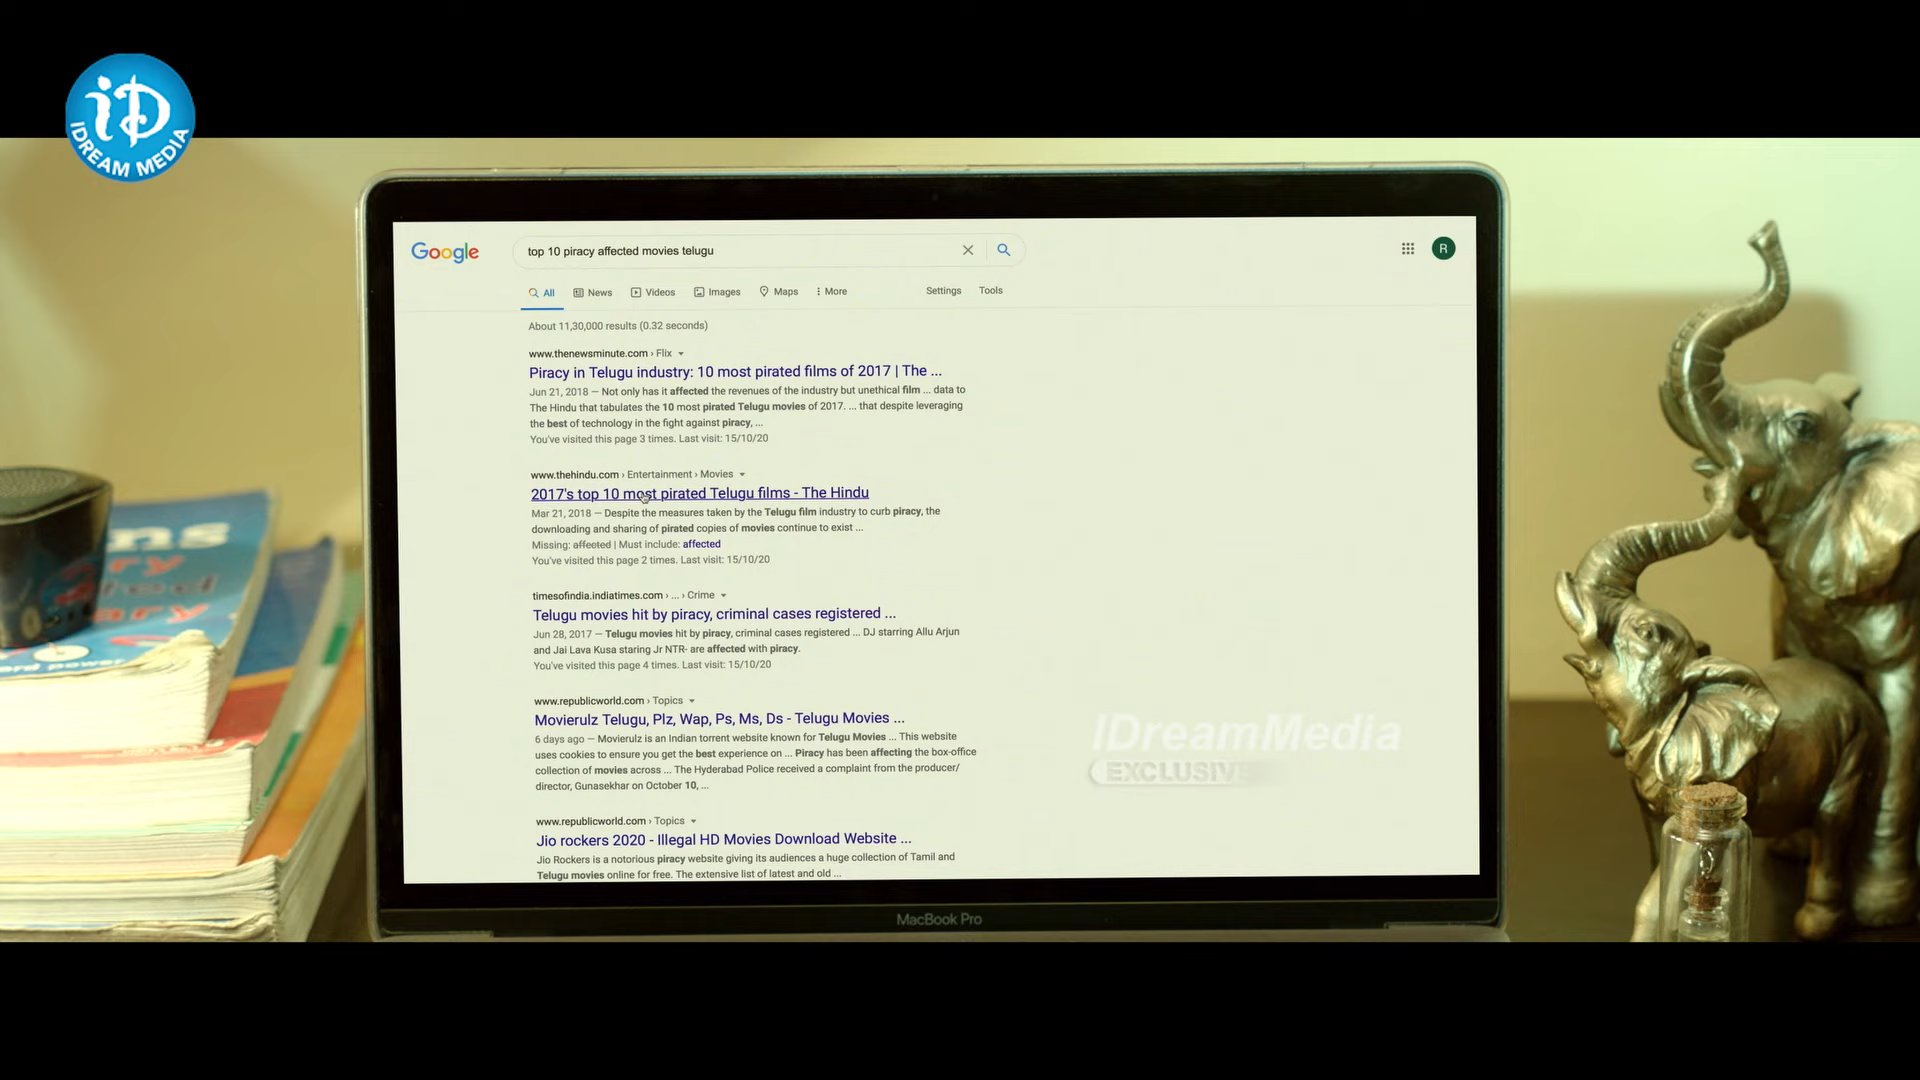 iD
IDREAM MEDIA
Google
top 10 piracy affected movies telugu
R
All News Videos Images Maps More Settings Tools
About 11,30,000 results (0.32 seconds)
www.thenewsminute.com › Flix
Piracy in Telugu industry: 10 most pirated films of 2017 | The ...
Jun 21, 2018 — Not only has it affected the revenues of the industry but unethical film ... data to
The Hindu that tabulates the 10 most pirated Telugu movies of 2017. ... that despite leveraging
the best of technology in the fight against piracy, ...
You've visited this page 3 times. Last visit: 15/10/20
www.thehindu.com › Entertainment › Movies
2017's top 10 most pirated Telugu films - The Hindu
Mar 21, 2018 — Despite the measures taken by the Telugu film industry to curb piracy, the
downloading and sharing of pirated copies of movies continue to exist ...
Missing: affected | Must include: affected
You've visited this page 2 times. Last visit: 15/10/20
timesofindia.indiatimes.com › ... › Crime
Telugu movies hit by piracy, criminal cases registered ...
Jun 28, 2017 — Telugu movies hit by piracy, criminal cases registered ... DJ starring Allu Arjun
and Jai Lava Kusa staring Jr NTR- are affected with piracy.
You've visited this page 4 times. Last visit: 15/10/20
www.republicworld.com › Topics
Movierulz Telugu, Plz, Wap, Ps, Ms, Ds - Telugu Movies ...
6 days ago — Movierulz is an Indian torrent website known for Telugu Movies ... This website
uses cookies to ensure you get the best experience on ... Piracy has been affecting the box-office
collection of movies across ... The Hyderabad Police received a complaint from the producer/
director, Gunasekhar on October 10, ...
www.republicworld.com › Topics
Jio rockers 2020 - Illegal HD Movies Download Website ...
Jio Rockers is a notorious piracy website giving its audiences a huge collection of Tamil and
Telugu movies online for free. The extensive list of latest and old ...
IDreamMedia
EXCLUSIVE
MacBook Pro